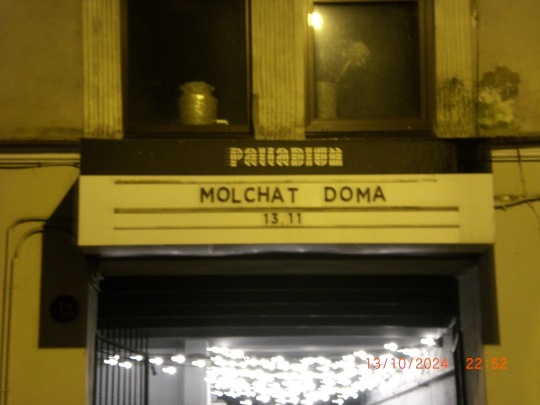 PALLADIUM
MOLCHAT DOMA
13.11
13/10/2024 22:52